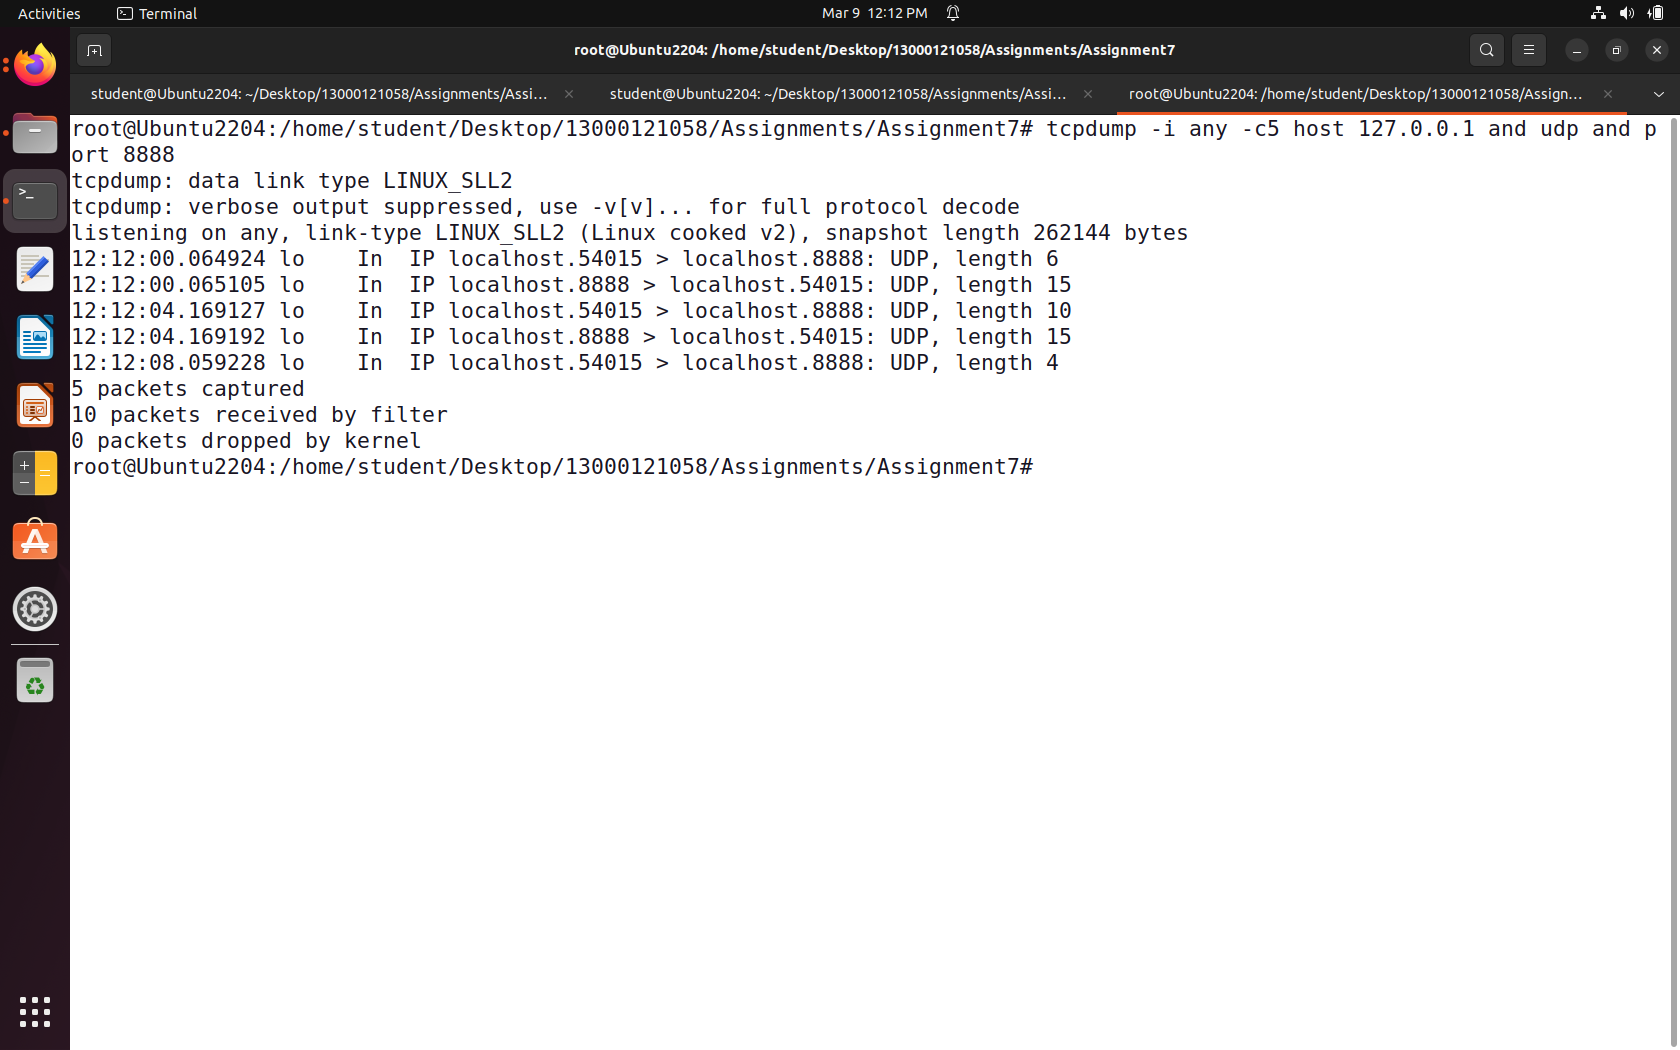 Activities
Terminal
Mar 9 12:12 PM
root@Ubuntu2204: /home/student/Desktop/13000121058/Assignments/Assignment7
student@Ubuntu2204: ~/Desktop/13000121058/Assignments/Assi...
student@Ubuntu2204: ~/Desktop/13000121058/Assignments/Assi...
root@Ubuntu2204: /home/student/Desktop/13000121058/Assign...
root@Ubuntu2204:/home/student/Desktop/13000121058/Assignments/Assignment7# tcpdump -i any -c5 host 127.0.0.1 and udp and p
ort 8888
tcpdump: data link type LINUX_SLL2
tcpdump: verbose output suppressed, use -v[v]... for full protocol decode
listening on any, link-type LINUX_SLL2 (Linux cooked v2), snapshot length 262144 bytes
12:12:00.064924 lo    In  IP localhost.54015 > localhost.8888: UDP, length 6
12:12:00.065105 lo    In  IP localhost.8888 > localhost.54015: UDP, length 15
12:12:04.169127 lo    In  IP localhost.54015 > localhost.8888: UDP, length 10
12:12:04.169192 lo    In  IP localhost.8888 > localhost.54015: UDP, length 15
12:12:08.059228 lo    In  IP localhost.54015 > localhost.8888: UDP, length 4
5 packets captured
10 packets received by filter
0 packets dropped by kernel
root@Ubuntu2204:/home/student/Desktop/13000121058/Assignments/Assignment7#